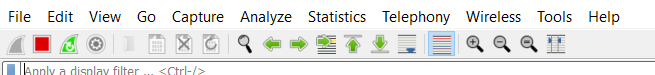 File Edit View Go Capture Analyze Statistics Telephony Wireless Tools Help
Apply a display filter ... <Ctrl-/>